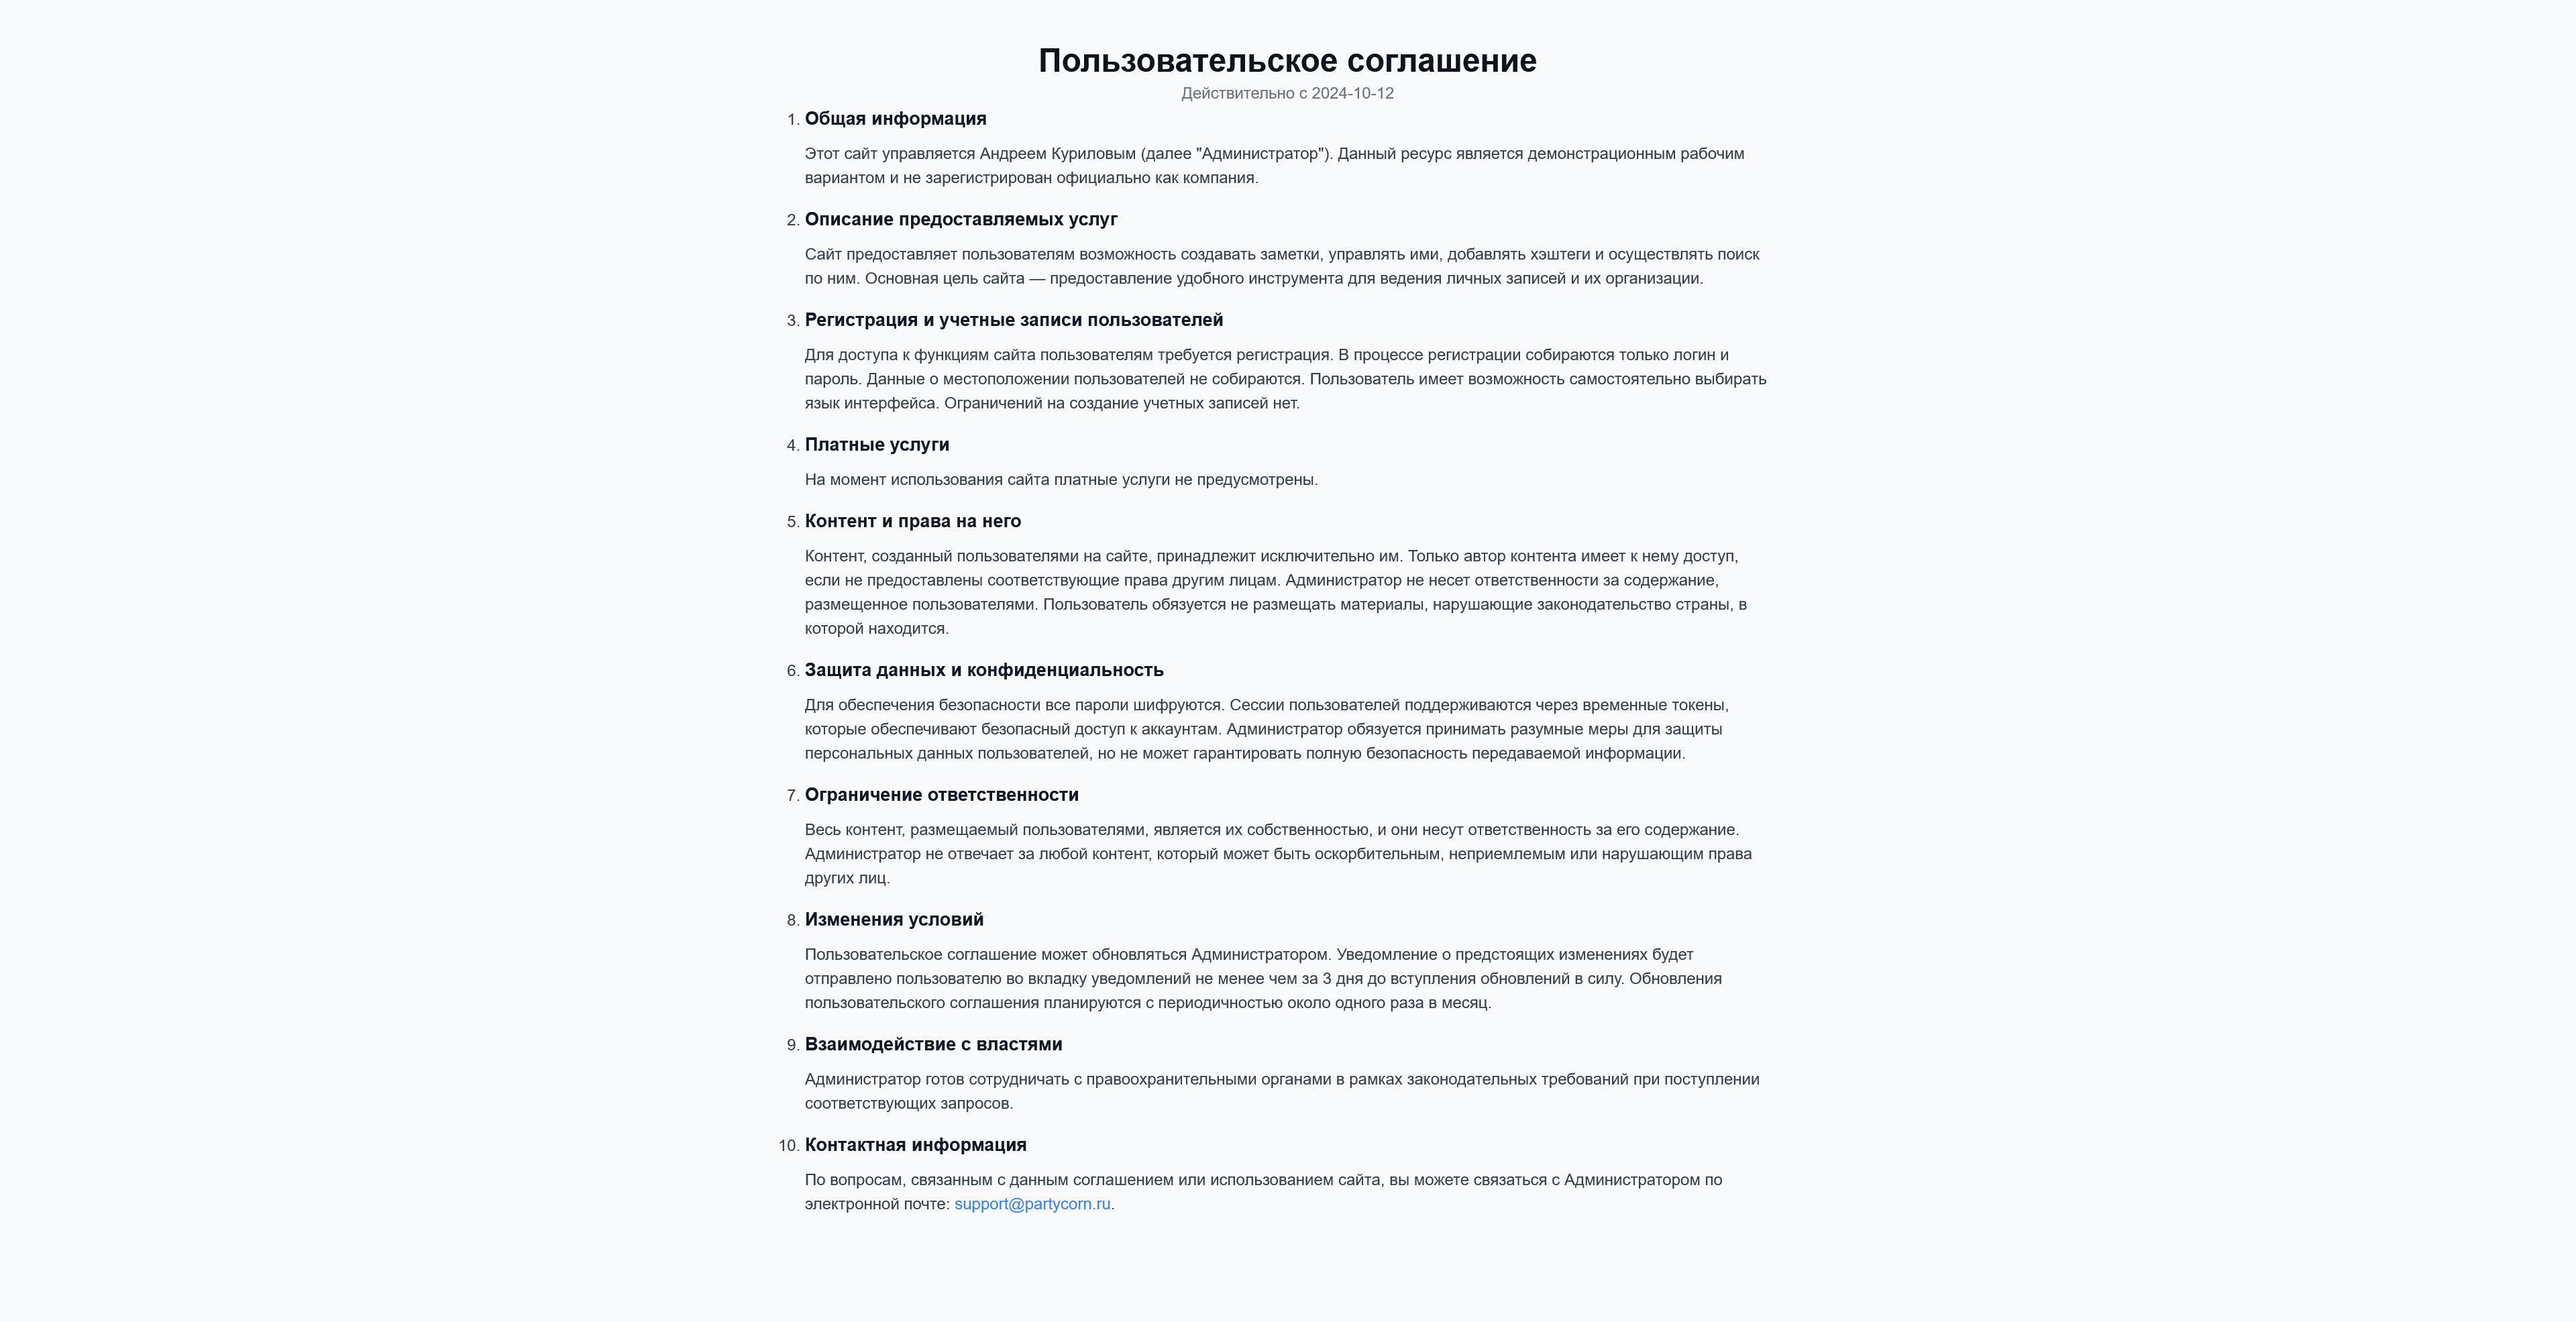 Пользовательское соглашение
Действительно с 2024-10-12
1. Общая информация
Этот сайт управляется Андреем Куриловым (далее "Администратор"). Данный ресурс является демонстрационным рабочим
вариантом и не зарегистрирован официально как компания.
2. Описание предоставляемых услуг
Сайт предоставляет пользователям возможность создавать заметки, управлять ими, добавлять хэштеги и осуществлять поиск
по ним. Основная цель сайта — предоставление удобного инструмента для ведения личных записей и их организации.
3. Регистрация и учетные записи пользователей
Для доступа к функциям сайта пользователям требуется регистрация. В процессе регистрации собираются только логин и
пароль. Данные о местоположении пользователей не собираются. Пользователь имеет возможность самостоятельно выбирать
язык интерфейса. Ограничений на создание учетных записей нет.
4. Платные услуги
На момент использования сайта платные услуги не предусмотрены.
5. Контент и права на него
Контент, созданный пользователями на сайте, принадлежит исключительно им. Только автор контента имеет к нему доступ,
если не предоставлены соответствующие права другим лицам. Администратор не несет ответственности за содержание,
размещенное пользователями. Пользователь обязуется не размещать материалы, нарушающие законодательство страны, в
которой находится.
6. Защита данных и конфиденциальность
Для обеспечения безопасности все пароли шифруются. Сессии пользователей поддерживаются через временные токены,
которые обеспечивают безопасный доступ к аккаунтам. Администратор обязуется принимать разумные меры для защиты
персональных данных пользователей, но не может гарантировать полную безопасность передаваемой информации.
7. Ограничение ответственности
Весь контент, размещаемый пользователями, является их собственностью, и они несут ответственность за его содержание.
Администратор не отвечает за любой контент, который может быть оскорбительным, неприемлемым или нарушающим права
других лиц.
8. Изменения условий
Пользовательское соглашение может обновляться Администратором. Уведомление о предстоящих изменениях будет
отправлено пользователю во вкладку уведомлений не менее чем за 3 дня до вступления обновлений в силу. Обновления
пользовательского соглашения планируются с периодичностью около одного раза в месяц.
9. Взаимодействие с властями
Администратор готов сотрудничать с правоохранительными органами в рамках законодательных требований при поступлении
соответствующих запросов.
10. Контактная информация
По вопросам, связанным с данным соглашением или использованием сайта, вы можете связаться с Администратором по
электронной почте: support@partycorn.ru.